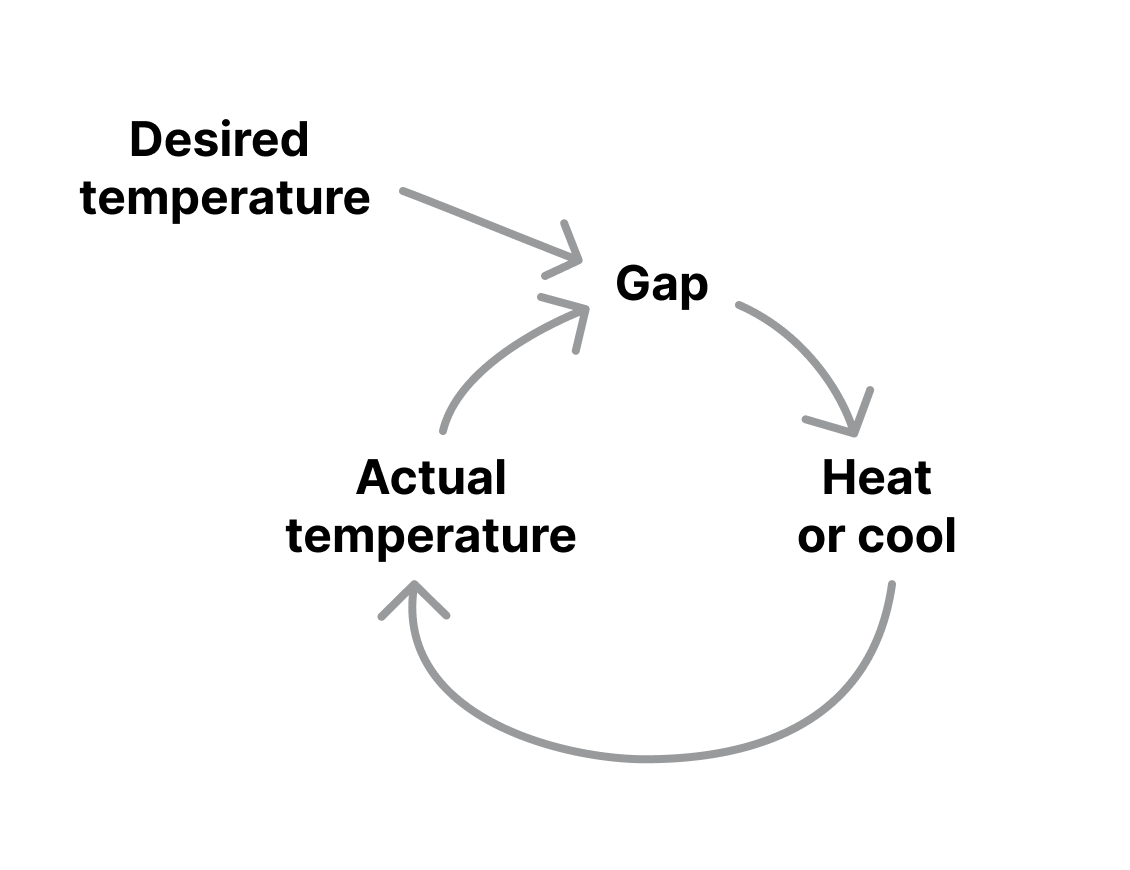 Desired
temperature
Gap
Actual
temperature
Heat
or cool